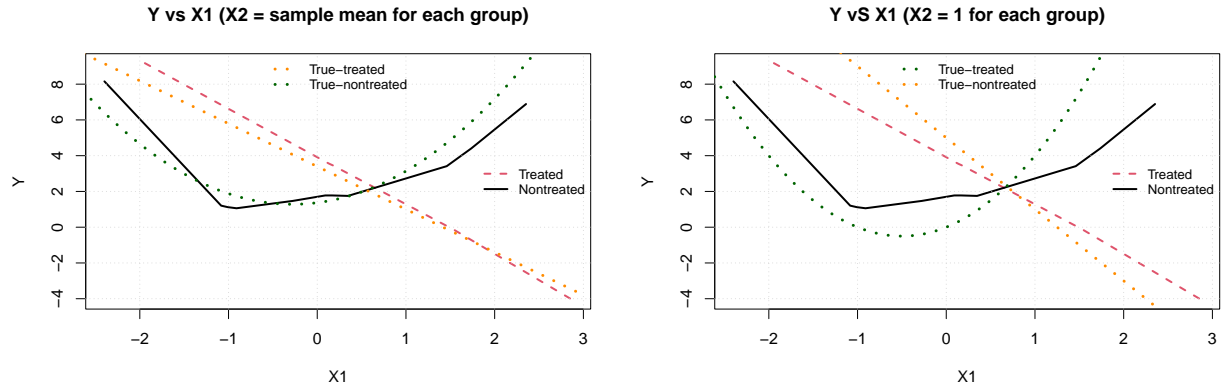 Y vs X1 (X2 = sample mean for each group)
True−treated
True−nontreated
Treated
Nontreated
8
6
4
2
0
−2
−4
Y
−2 −1 0 1 2 3
X1
Y vS X1 (X2 = 1 for each group)
True−treated
True−nontreated
Treated
Nontreated
8
6
4
2
0
−2
−4
Y
−2 −1 0 1 2 3
X1